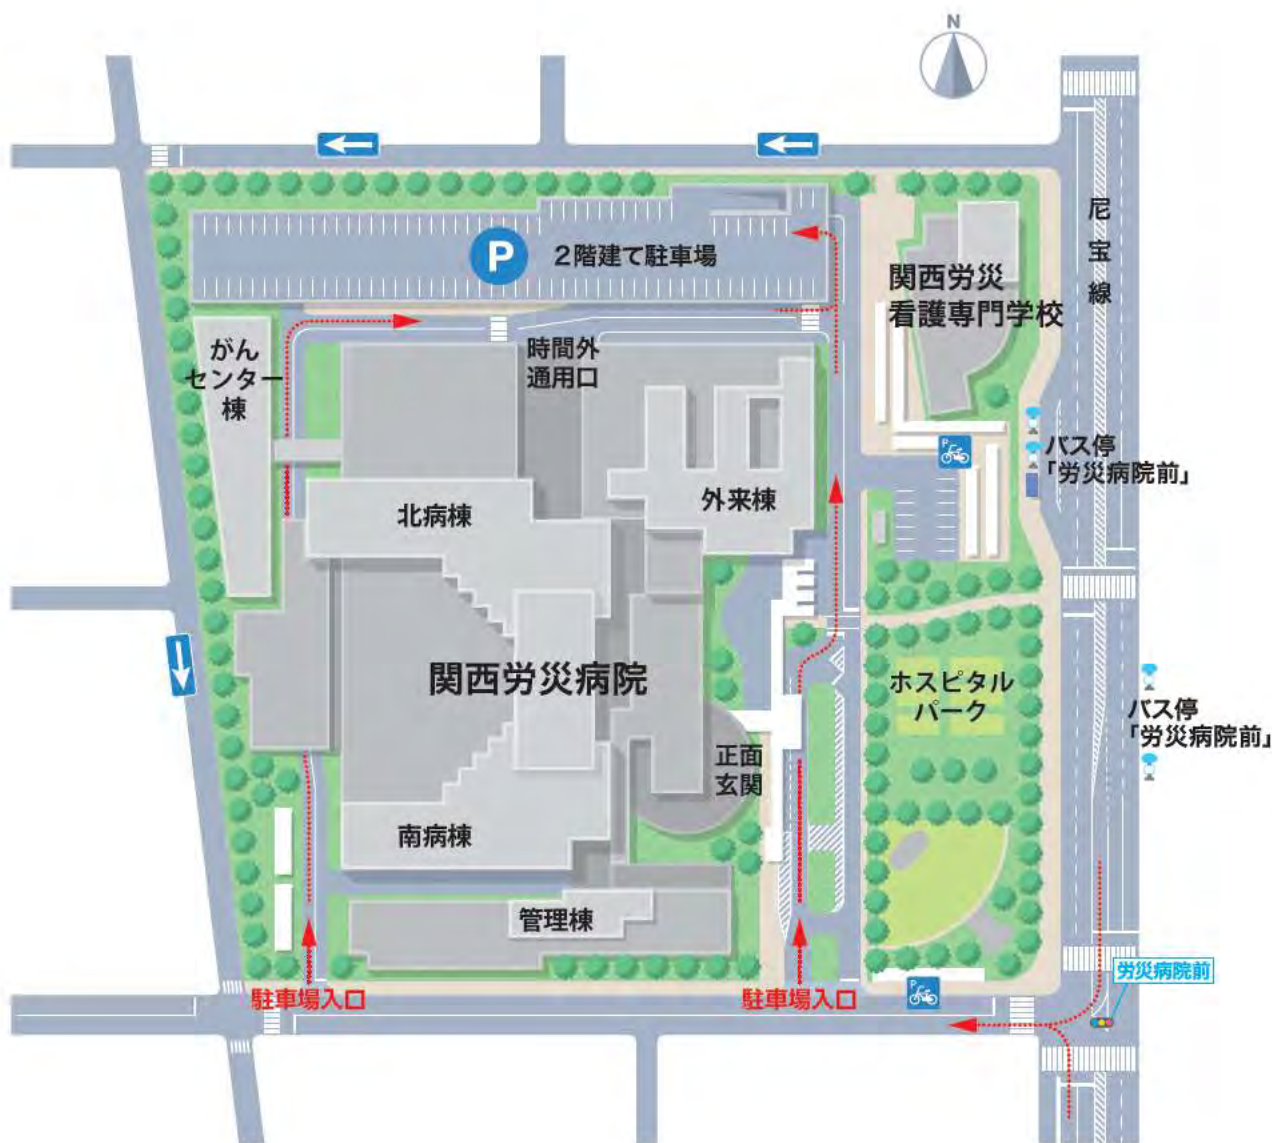 N
尼宝線
P
2階建て駐車場
関西労災
看護専門学校
がん
センター
棟
時間外
通用口
P
バス停
「労災病院前」
外来棟
北病棟
関西労災病院
ホスピタル
パーク
バス停
「労災病院前」
正面
玄関
南病棟
管理棟
労災病院前
P
駐車場入口
駐車場入口